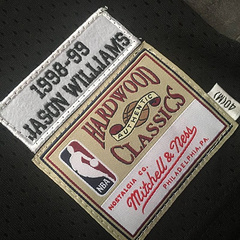 1998-99
JASON WILLIAMS
HARDWOOD
AUTHENTIC
CLASSICS
NBA
NOSTALGIA CO.
Mitchell & Ness
PHILADELPHIA, PA.